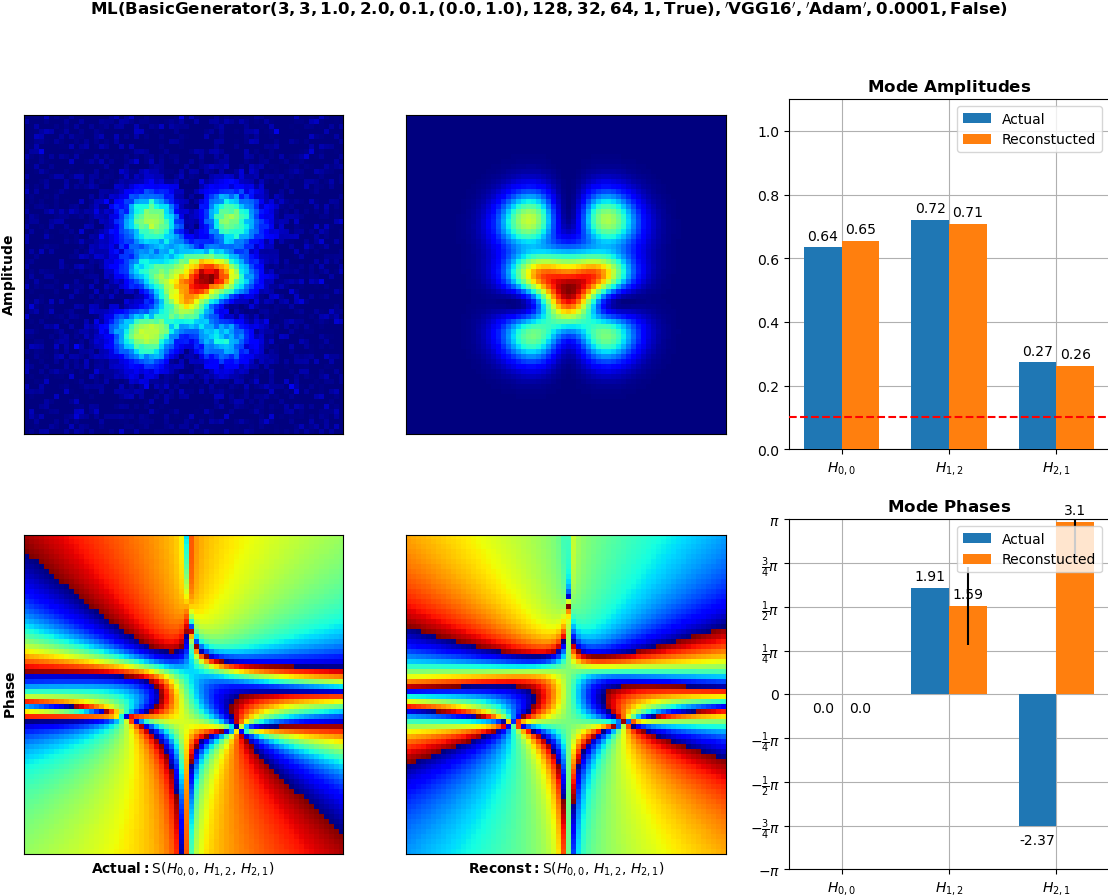 ML(BasicGenerator(3, 3, 1.0, 2.0, 0.1, (0.0, 1.0), 128, 32, 64, 1, True), ′VGG16′, ′Adam′, 0.0001, False)
Amplitude
Mode Amplitudes
Actual
Reconstucted
1.0
0.8
0.6
0.4
0.2
0.0
0.64
0.65
0.72
0.71
0.27
0.26
H0,0
H1,2
H2,1
Phase
Actual: S(H0,0, H1,2, H2,1)
Reconst: S(H0,0, H1,2, H2,1)
Mode Phases
Actual
Reconstucted
π
3/4π
1/2π
1/4π
0
−1/4π
−1/2π
−3/4π
−π
0.0
0.0
1.91
1.59
-2.37
3.1
H0,0
H1,2
H2,1